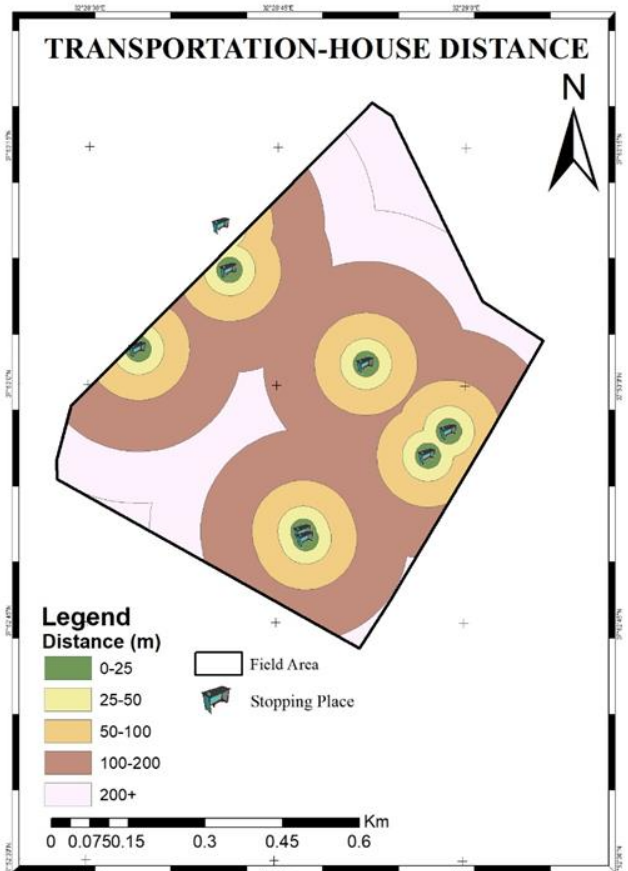 TRANSPORTATION-HOUSE DISTANCE
N
Legend
Distance (m)
0-25
25-50
50-100
100-200
200+
Field Area
Stopping Place
Km
0 0.0750.15 0.3 0.45 0.6